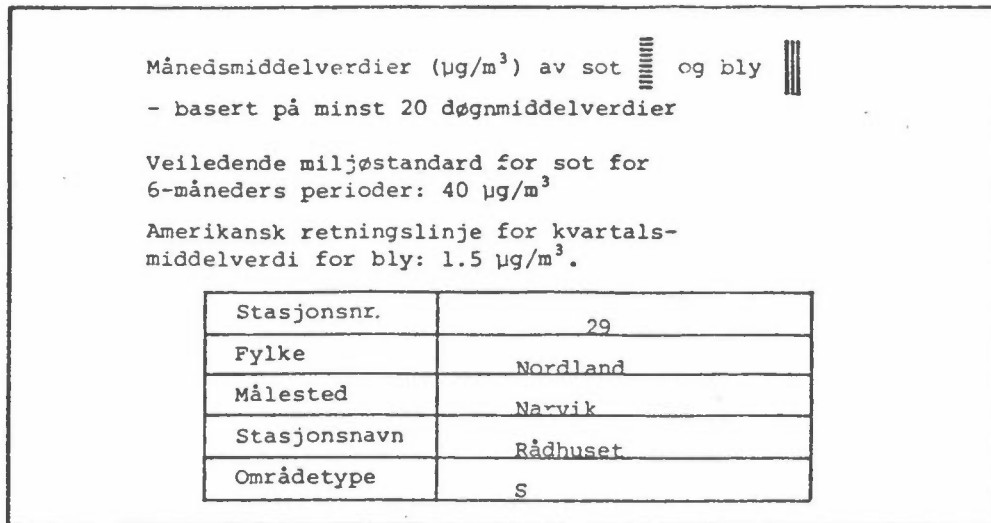 Månedsmiddelverdier (µg/m³) av sot og bly
- basert på minst 20 døgnmiddelverdier
Veiledende miljøstandard for sot for
6-måneders perioder: 40 µg/m³
Amerikansk retningslinje for kvartals-
middelverdi for bly: 1.5 µg/m³.
Stasjonsnr. 29
Fylke Nordland
Målested Narvik
Stasjonsnavn Rådhuset
Områdetype S